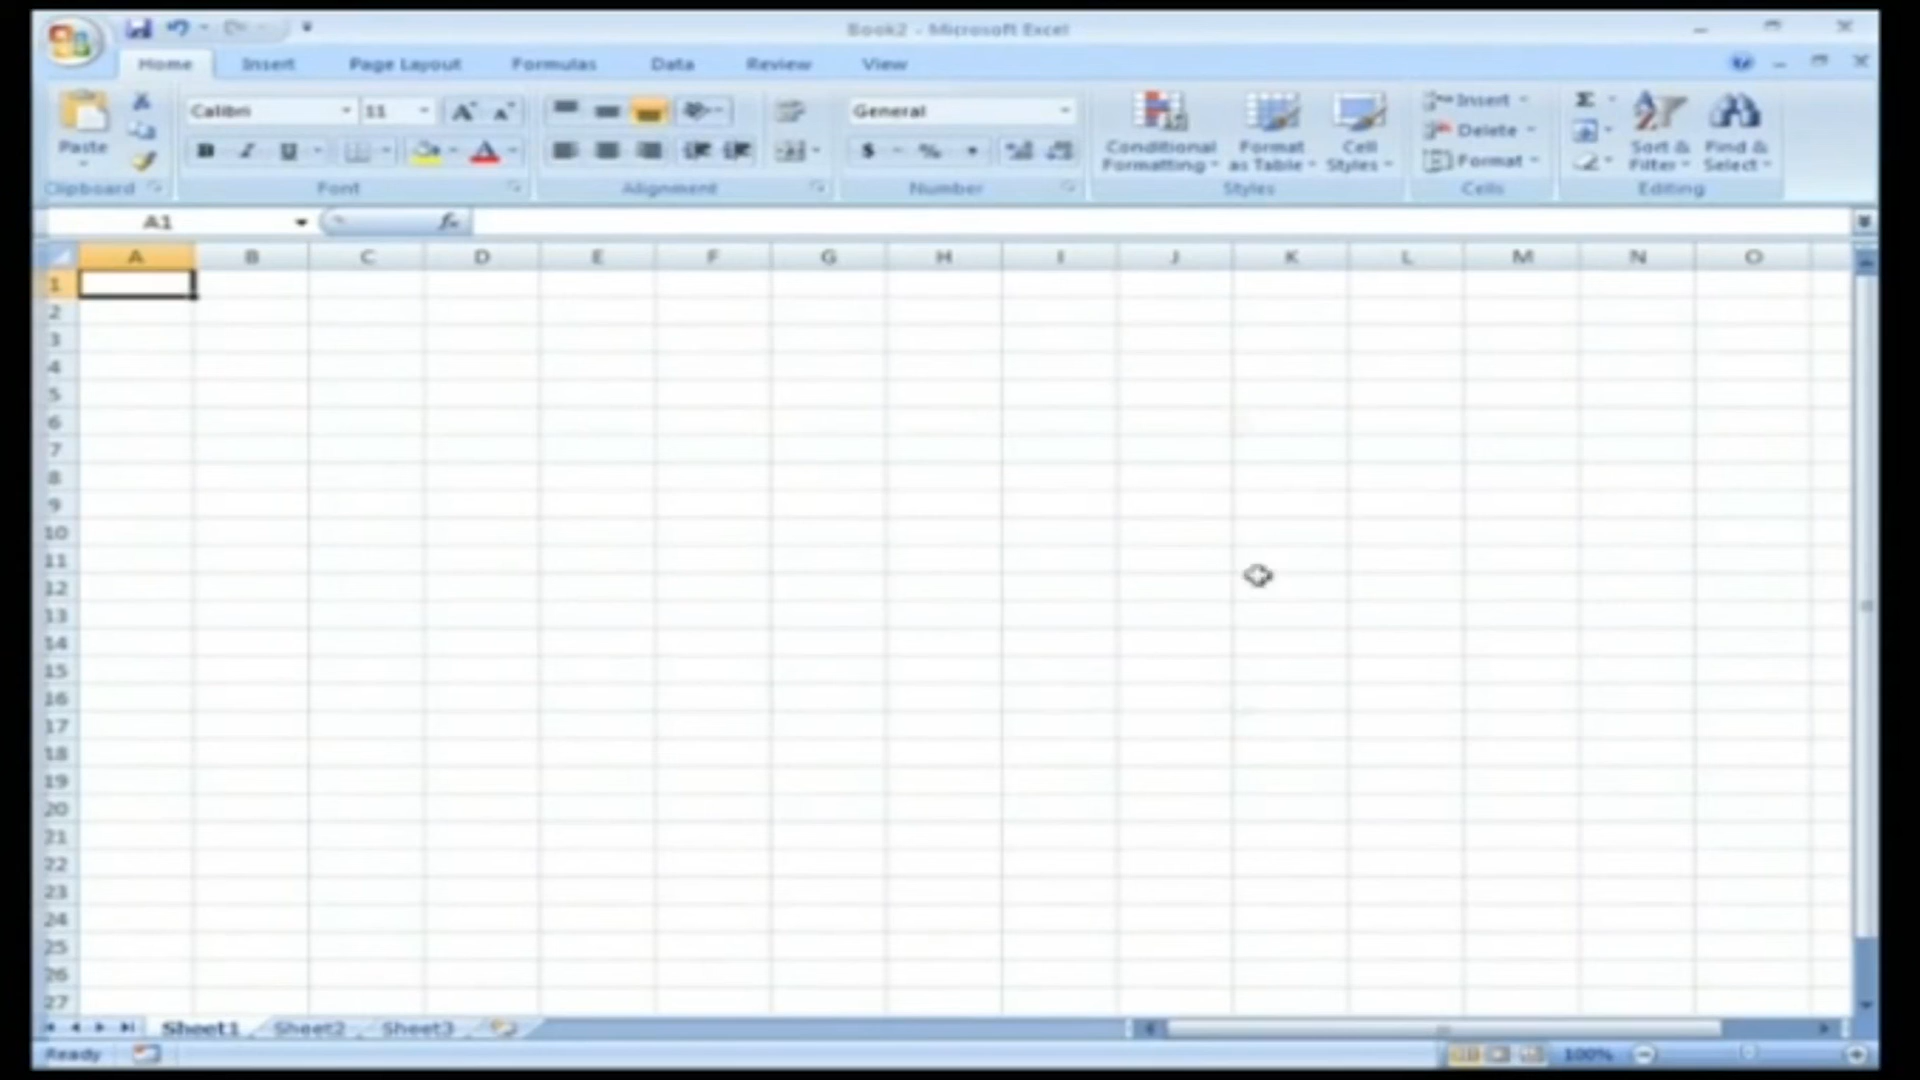 Book2 - Microsoft Excel
Home Insert Page Layout Formulas Data Review View
Paste
Calibri 11
General
Conditional Formatting
Format as Table
Cell Styles
Insert
Delete
Format
Σ
Sort & Filter
Find & Select
B I U
$ % ,
Clipboard Font Alignment Number Styles Cells Editing
A1 fx
A B C D E F G H I J K L M N O
1
2
3
4
5
6
7
8
9
10
11
12
13
14
15
16
17
18
19
20
21
22
23
24
25
26
27
Sheet1 Sheet2 Sheet3
Ready 100%